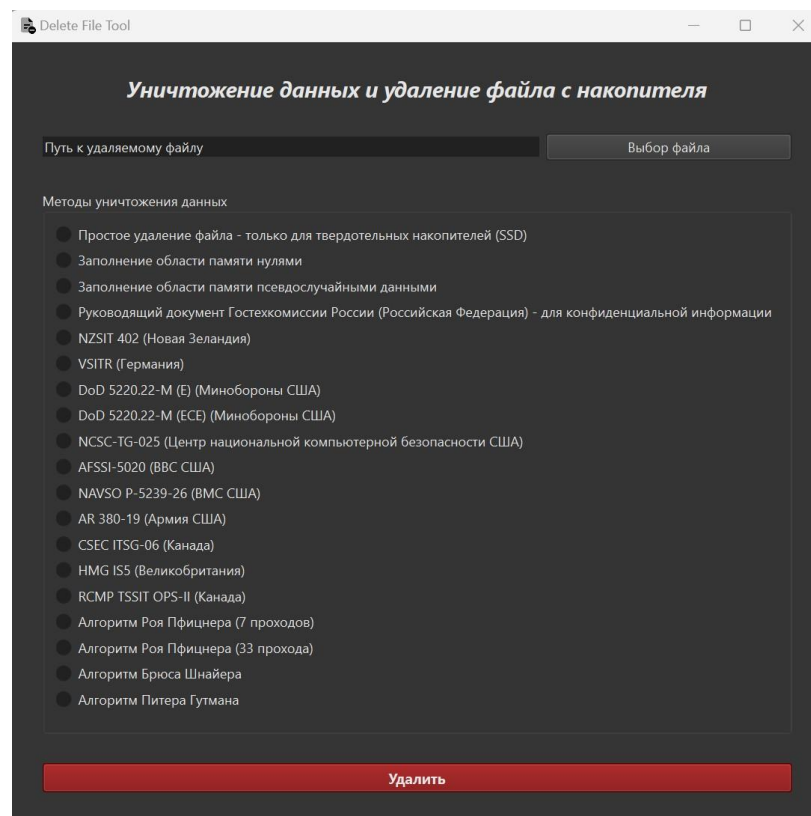 Delete File Tool
Уничтожение данных и удаление файла с накопителя
Путь к удаляемому файлу
Выбор файла
Методы уничтожения данных
Простое удаление файла - только для твердотельных накопителей (SSD)
Заполнение области памяти нулями
Заполнение области памяти псевдослучайными данными
Руководящий документ Гостехкомиссии России (Российская Федерация) - для конфиденциальной информации
NZSIT 402 (Новая Зеландия)
VSITR (Германия)
DoD 5220.22-M (E) (Минобороны США)
DoD 5220.22-M (ECE) (Минобороны США)
NCSC-TG-025 (Центр национальной компьютерной безопасности США)
AFSSI-5020 (ВВС США)
NAVSO P-5239-26 (ВМС США)
AR 380-19 (Армия США)
CSEC ITSG-06 (Канада)
HMG IS5 (Великобритания)
RCMP TSSIT OPS-II (Канада)
Алгоритм Роя Пфицнера (7 проходов)
Алгоритм Роя Пфицнера (33 прохода)
Алгоритм Брюса Шнайера
Алгоритм Питера Гутмана
Удалить